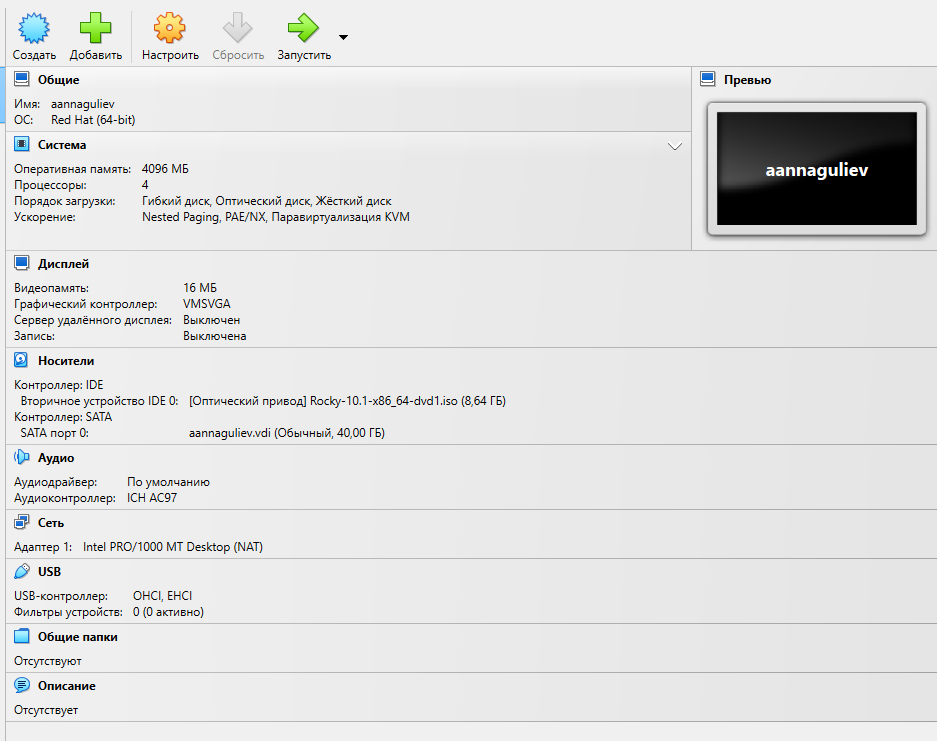 Создать Добавить Настроить Сбросить Запустить
Общие
Имя: aannaguliev
ОС: Red Hat (64-bit)
Превью
aannaguliev
Система
Оперативная память: 4096 МБ
Процессоры: 4
Порядок загрузки: Гибкий диск, Оптический диск, Жёсткий диск
Ускорение: Nested Paging, PAE/NX, Паравиртуализация KVM
Дисплей
Видеопамять: 16 МБ
Графический контроллер: VMSVGA
Сервер удалённого дисплея: Выключен
Запись: Выключена
Носители
Контроллер: IDE
Вторичное устройство IDE 0: [Оптический привод] Rocky-10.1-x86_64-dvd1.iso (8,64 ГБ)
Контроллер: SATA
SATA порт 0: aannaguliev.vdi (Обычный, 40,00 ГБ)
Аудио
Аудиодрайвер: По умолчанию
Аудиоконтроллер: ICH AC97
Сеть
Адаптер 1: Intel PRO/1000 MT Desktop (NAT)
USB
USB-контроллер: OHCI, EHCI
Фильтры устройств: 0 (0 активно)
Общие папки
Отсутствуют
Описание
Отсутствует